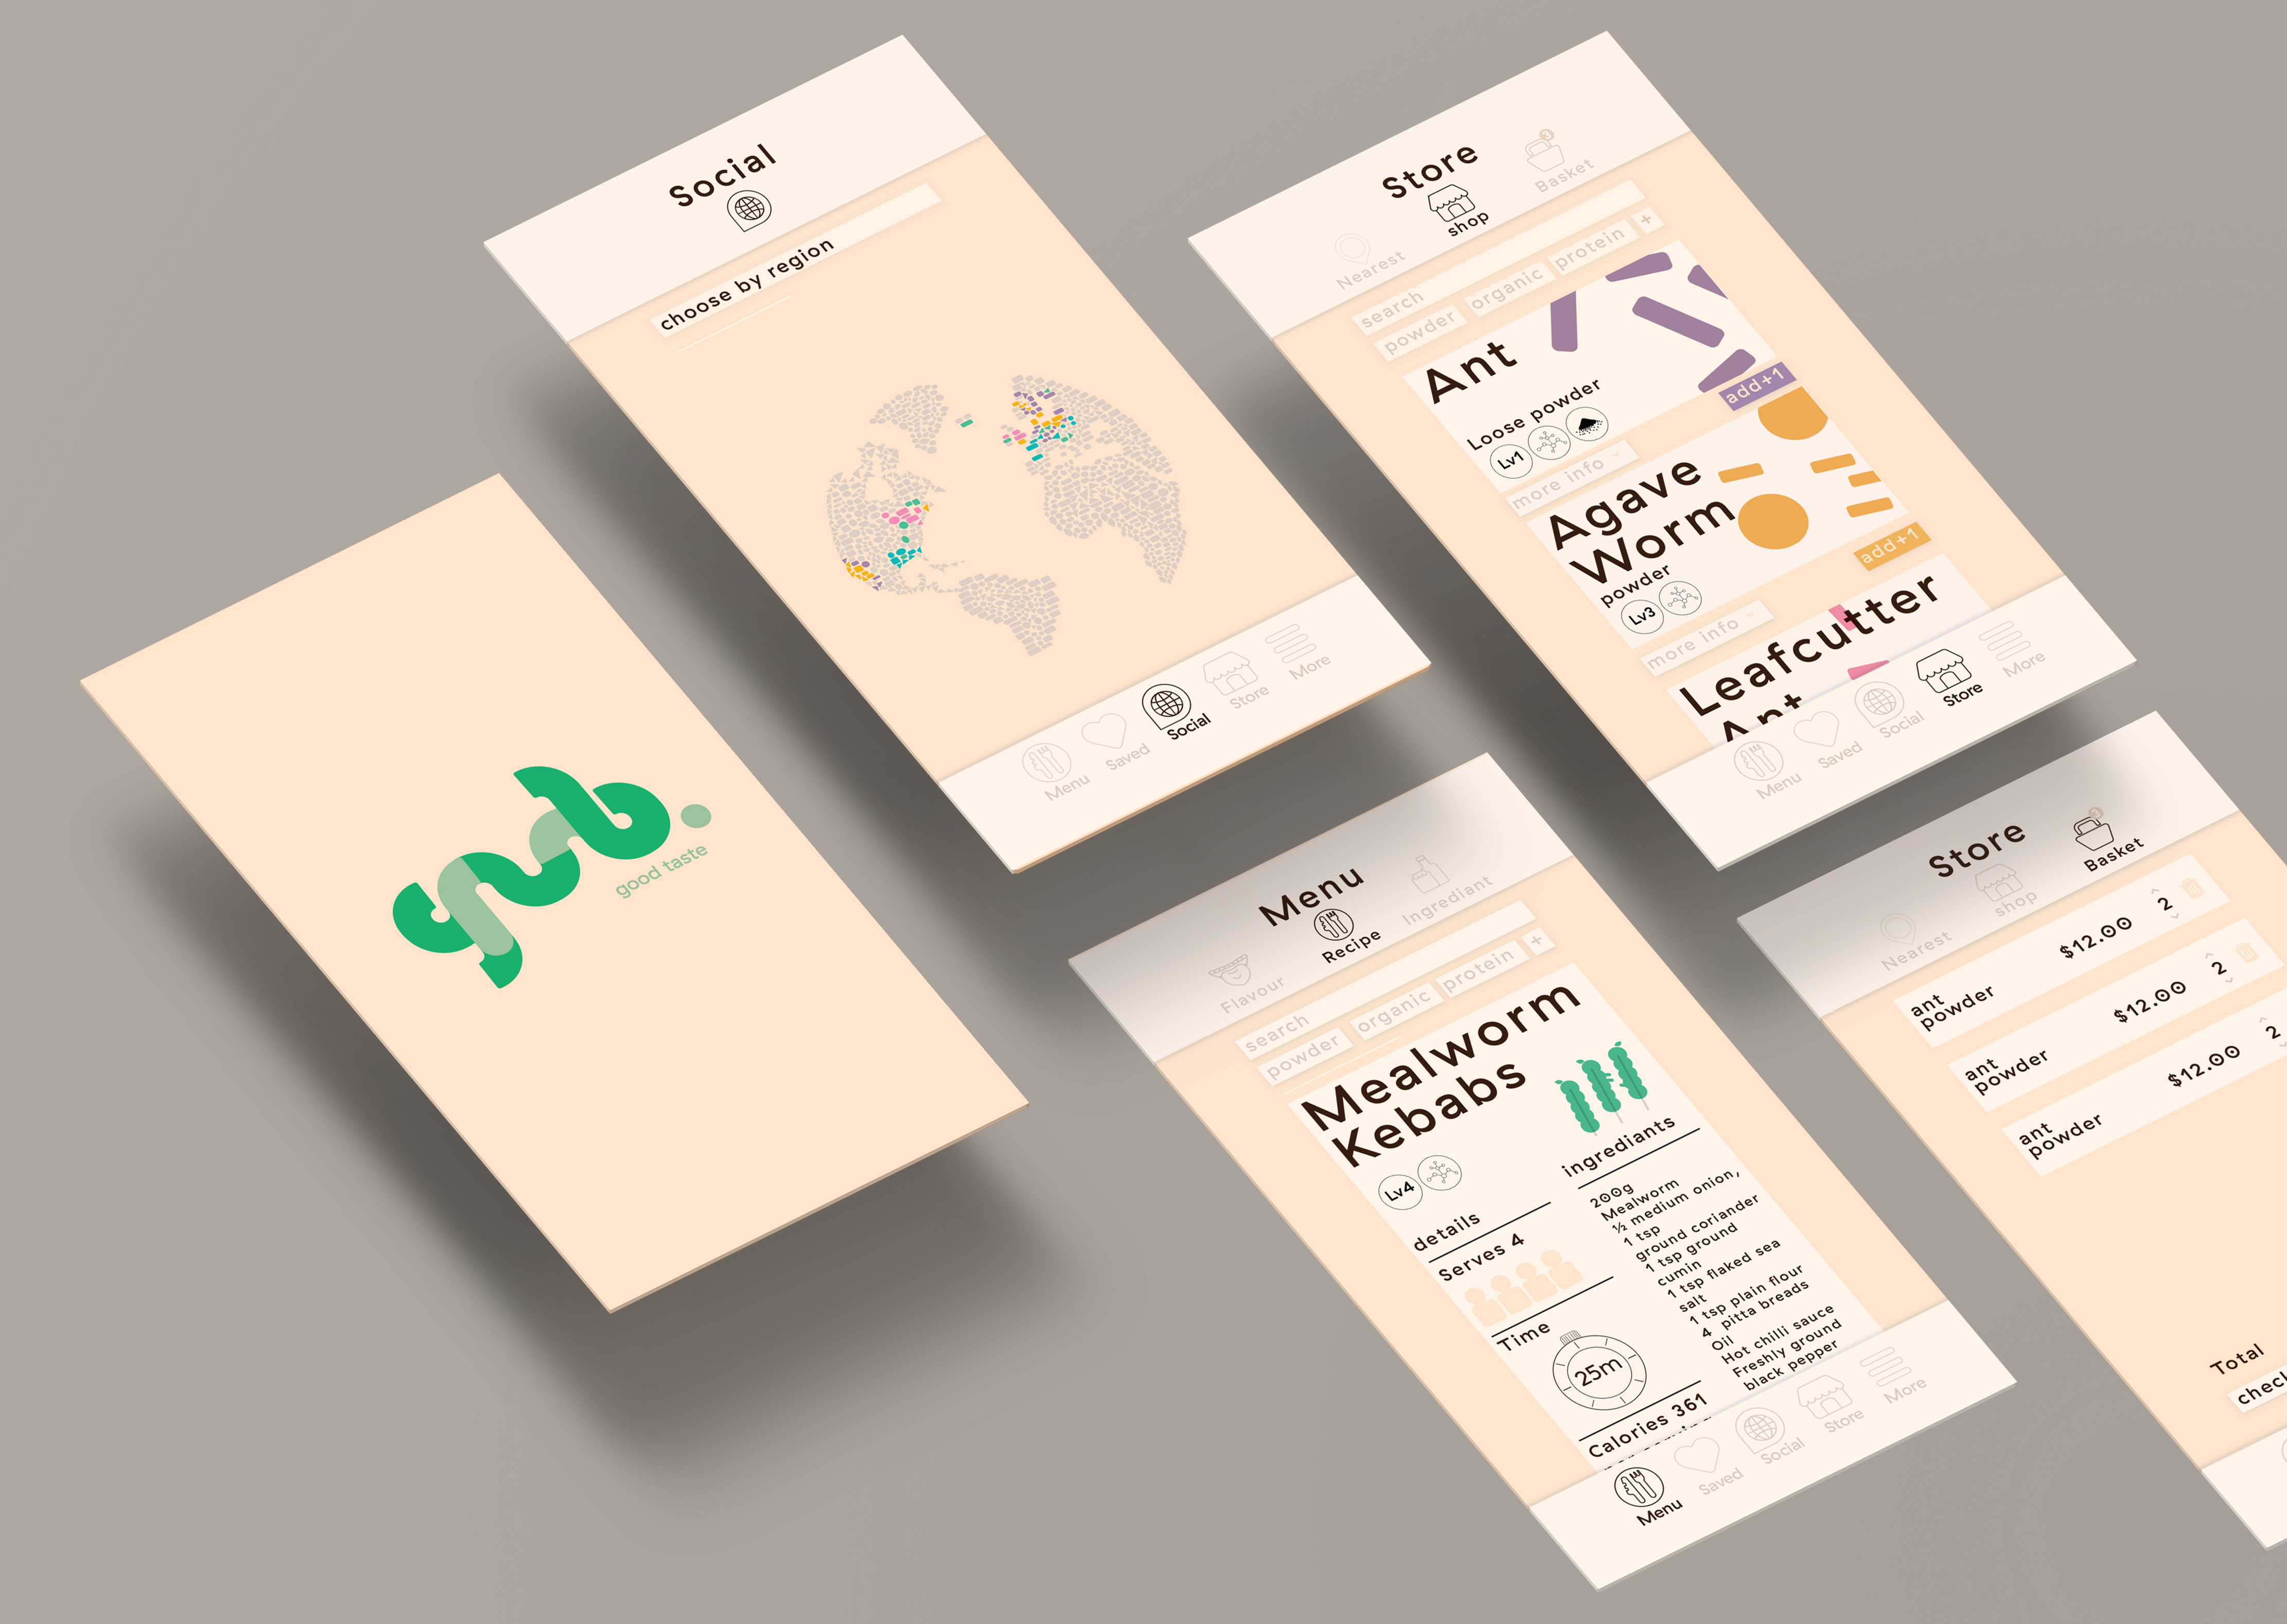 grub.
good taste
Social
choose by region
Menu
Saved
Social
Store
More
Store
Nearest
shop
3
Basket
search
powder
organic
protein
+
Ant
Loose powder
Lv1
add+1
more info
Agave
Worm
powder
Lv3
add+1
more info
Leafcutter
Ant
Menu
Saved
Social
Store
More
Menu
Flavour
Recipe
Ingrediant
search
powder
organic
protein
+
Mealworm
Kebabs
Lv4
details
Serves 4
Time
25m
Calories 361
ingrediants
200g
Mealworm
½ medium onion,
1 tsp
ground coriander
1 tsp ground
cumin
1 tsp flaked sea
salt
1 tsp plain flour
4 pitta breads
Oil
Hot chilli sauce
Freshly ground
black pepper
Menu
Saved
Social
Store
More
Store
Nearest
shop
3
Basket
ant
powder
$12.00
2
ant
powder
$12.00
2
ant
powder
$12.00
2
Total